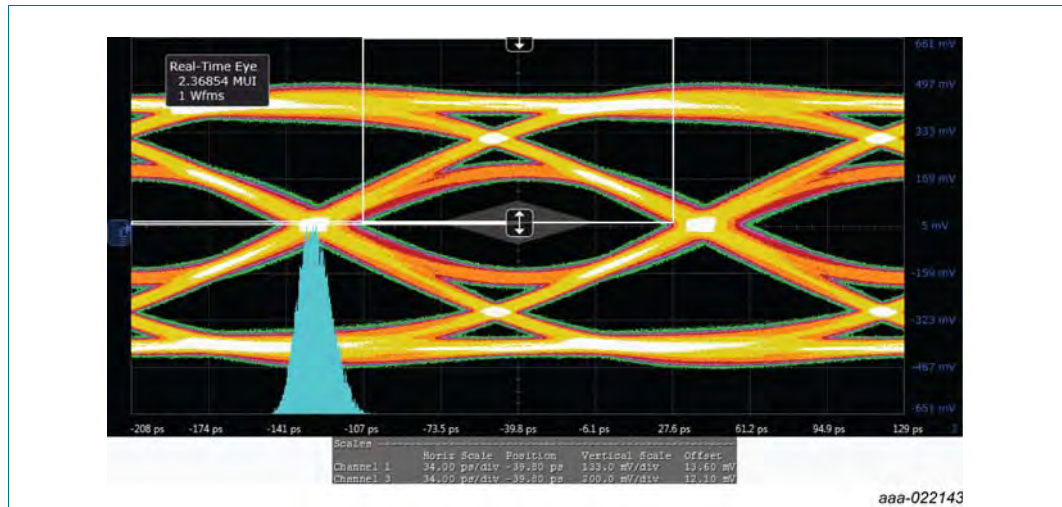 Real-Time Eye
2.36854 MUI
1 Wfms
661 mV
497 mV
333 mV
169 mV
5 mV
-159 mV
-323 mV
-487 mV
-651 mV
-208 ps -174 ps -141 ps -107 ps -73.5 ps -39.8 ps -6.1 ps 27.6 ps 61.2 ps 94.9 ps 129 ps
Scales
Horiz Scale Position Vertical Scale Offset
Channel 1 34.00 ps/div -39.80 ps 133.0 mV/div 13.60 mV
Channel 3 34.00 ps/div -39.80 ps 200.0 mV/div 12.10 mV
aaa-022143